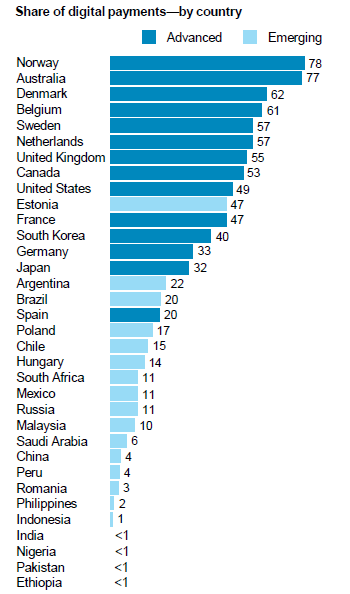 Share of digital payments—by country
Advanced Emerging
Norway 78
Australia 77
Denmark 62
Belgium 61
Sweden 57
Netherlands 57
United Kingdom 55
Canada 53
United States 49
Estonia 47
France 47
South Korea 40
Germany 33
Japan 32
Argentina 22
Brazil 20
Spain 20
Poland 17
Chile 15
Hungary 14
South Africa 11
Mexico 11
Russia 11
Malaysia 10
Saudi Arabia 6
China 4
Peru 4
Romania 3
Philippines 2
Indonesia 1
India <1
Nigeria <1
Pakistan <1
Ethiopia <1